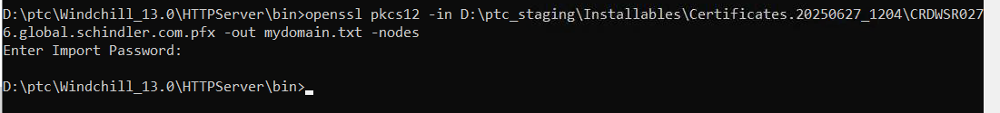 D:\ptc\Windchill_13.0\HTTPServer\bin>openssl pkcs12 -in D:\ptc_staging\Installables\Certificates.20250627_1204\CRDWSR027
6.global.schindler.com.pfx -out mydomain.txt -nodes
Enter Import Password:
D:\ptc\Windchill_13.0\HTTPServer\bin>